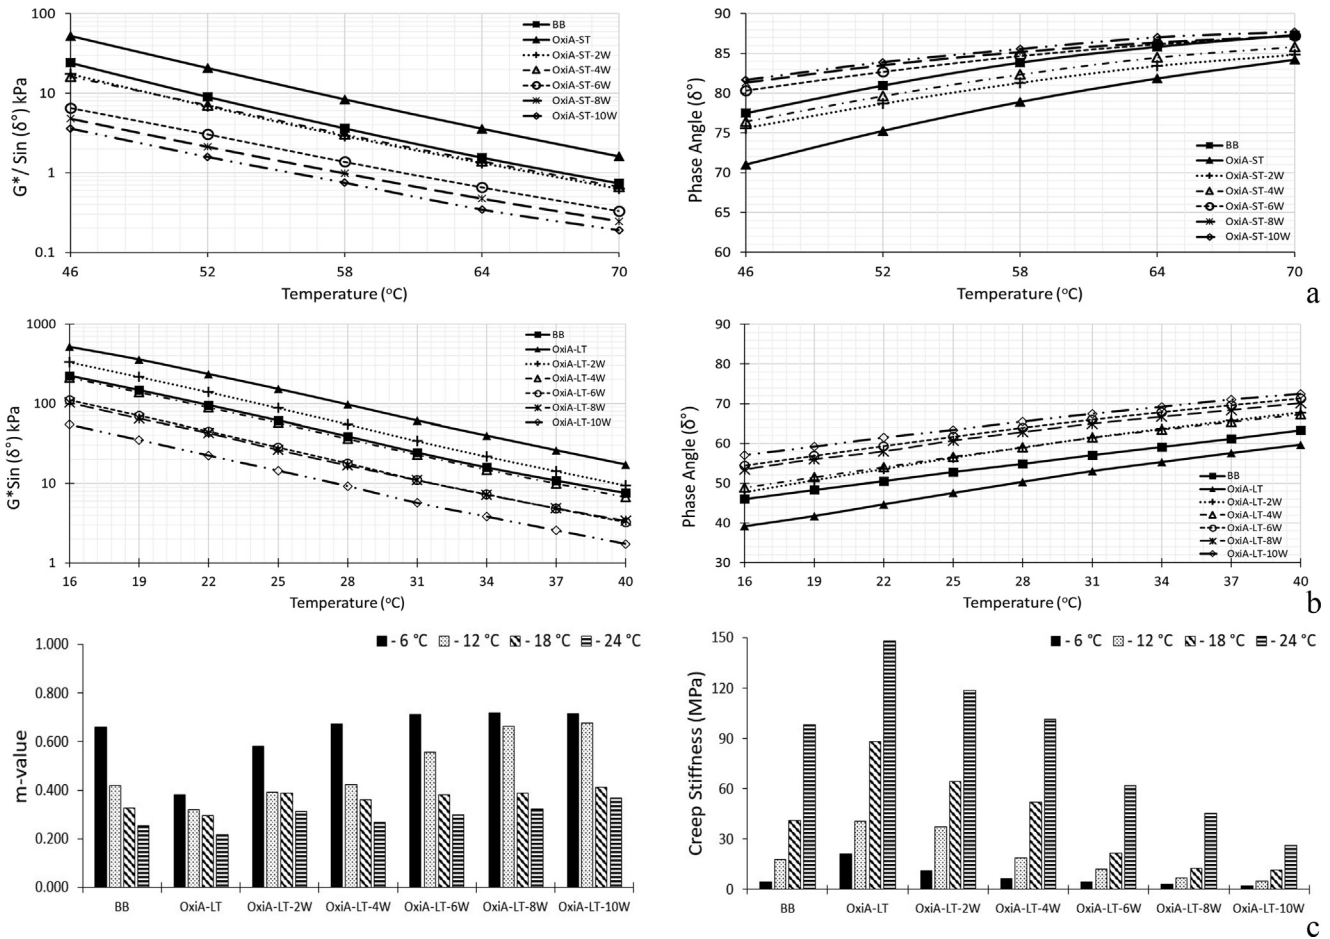 100
10
1
0.1
G*/ Sin (δ°) kPa
46 52 58 64 70
Temperature (°C)
BB
OxiA-ST
OxiA-ST-2W
OxiA-ST-4W
OxiA-ST-6W
OxiA-ST-8W
OxiA-ST-10W
90
85
80
75
70
65
60
Phase Angle (δ°)
46 52 58 64 70
Temperature (°C)
BB
OxiA-ST
OxiA-ST-2W
OxiA-ST-4W
OxiA-ST-6W
OxiA-ST-8W
OxiA-ST-10W
a
1000
100
10
1
G*Sin (δ°) kPa
16 19 22 25 28 31 34 37 40
Temperature (°C)
BB
OxiA-LT
OxiA-LT-2W
OxiA-LT-4W
OxiA-LT-6W
OxiA-LT-8W
OxiA-LT-10W
90
80
70
60
50
40
30
Phase Angle (δ°)
16 19 22 25 28 31 34 37 40
Temperature (°C)
BB
OxiA-LT
OxiA-LT-2W
OxiA-LT-4W
OxiA-LT-6W
OxiA-LT-8W
OxiA-LT-10W
b
- 6 °C - 12 °C - 18 °C - 24 °C
1.000
0.800
0.600
0.400
0.200
0.000
m-value
BB OxiA-LT OxiA-LT-2W OxiA-LT-4W OxiA-LT-6W OxiA-LT-8W OxiA-LT-10W
- 6 °C - 12 °C - 18 °C - 24 °C
150
120
90
60
30
0
Creep Stiffness (MPa)
BB OxiA-LT OxiA-LT-2W OxiA-LT-4W OxiA-LT-6W OxiA-LT-8W OxiA-LT-10W
c